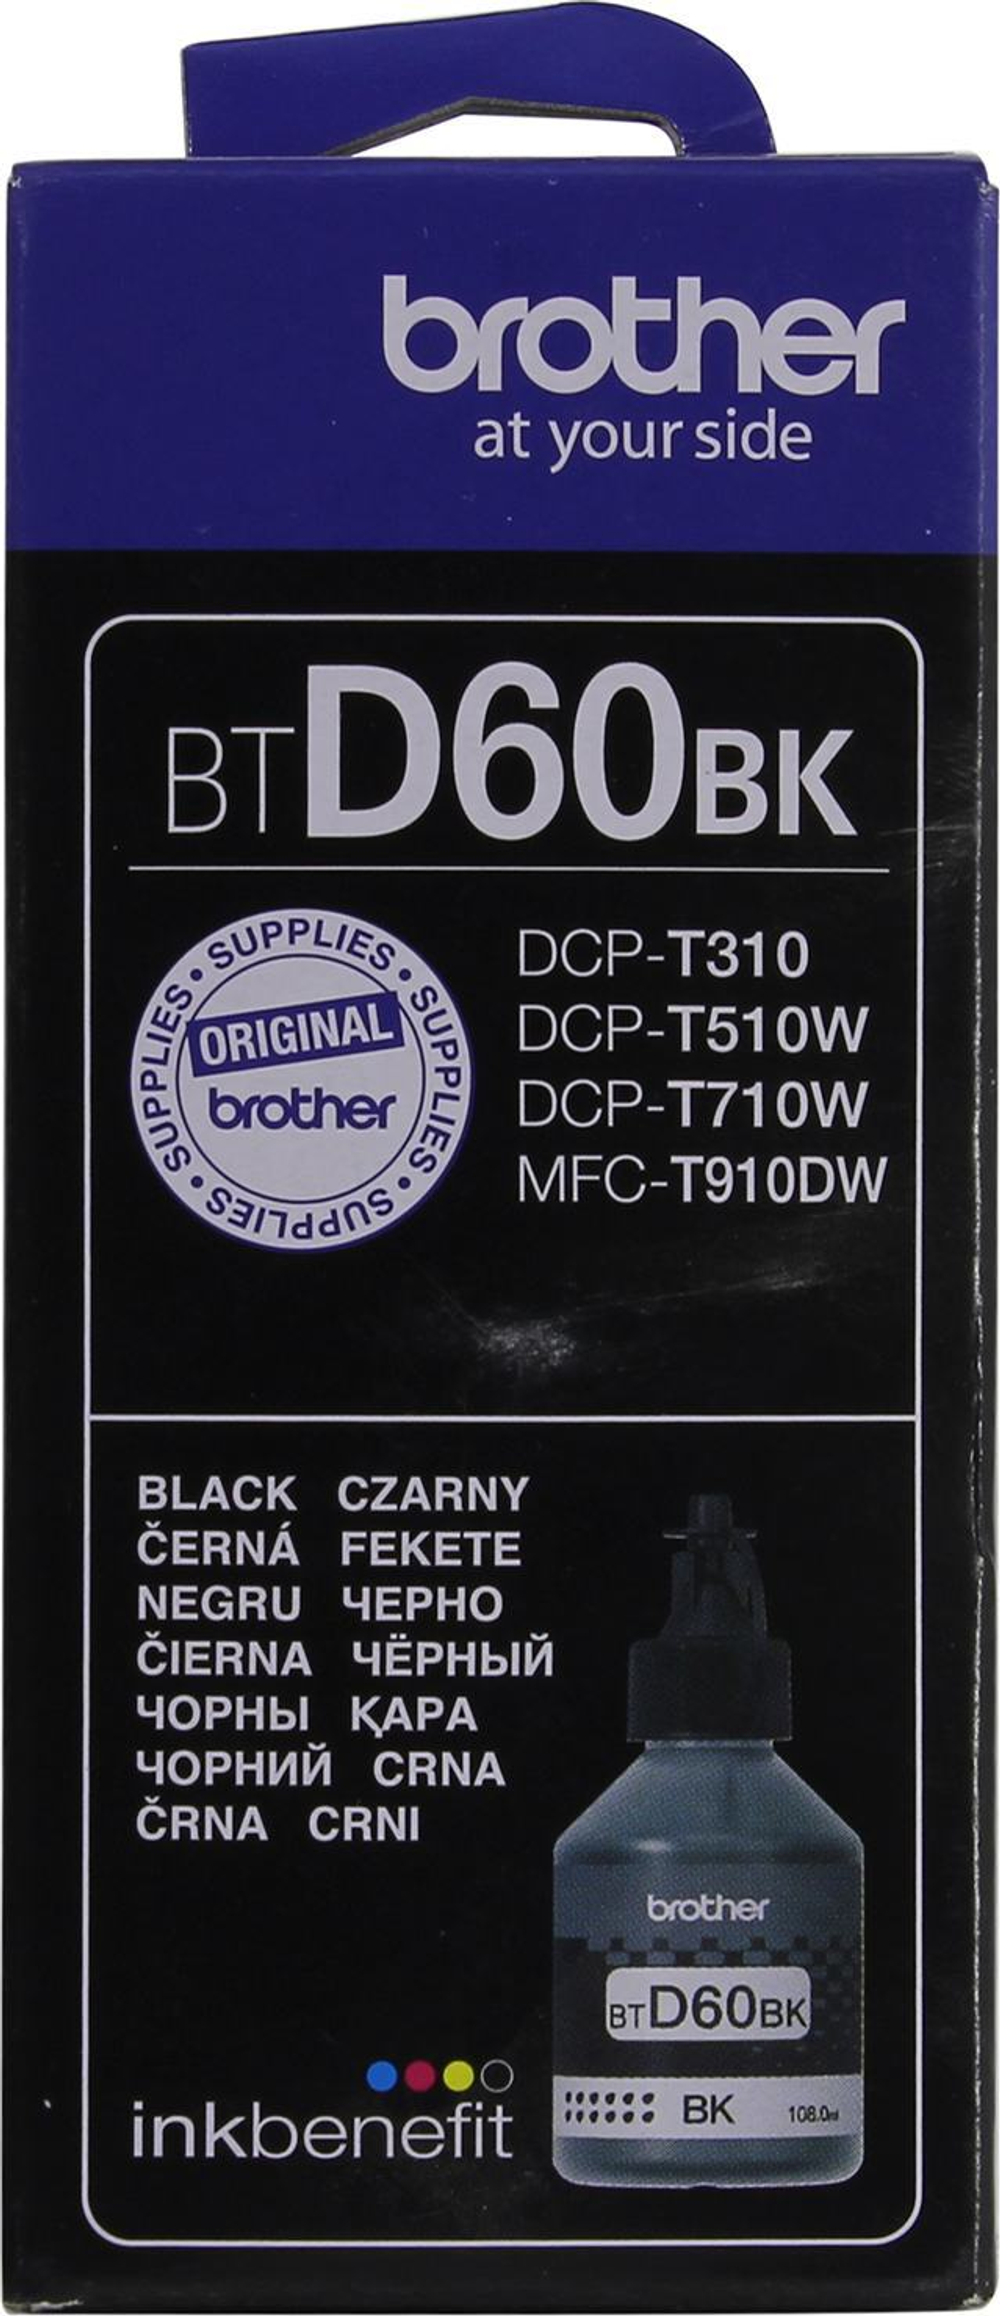 brother
at your side
BTD60BK
SUPPLIES • SUPPLIES • SUPPLIES • SUPPLIES • SUPPLIES •
ORIGINAL
brother
DCP-T310
DCP-T510W
DCP-T710W
MFC-T910DW
BLACK CZARNY
ČERNÁ FEKETE
NEGRU ЧЕРНО
ČIERNA ЧЁРНЫЙ
ЧОРНЫ ҚАРА
ЧОРНИЙ CRNA
ČRNA CRNI
brother
BTD60BK
BK 108.0ml
inkbenefit